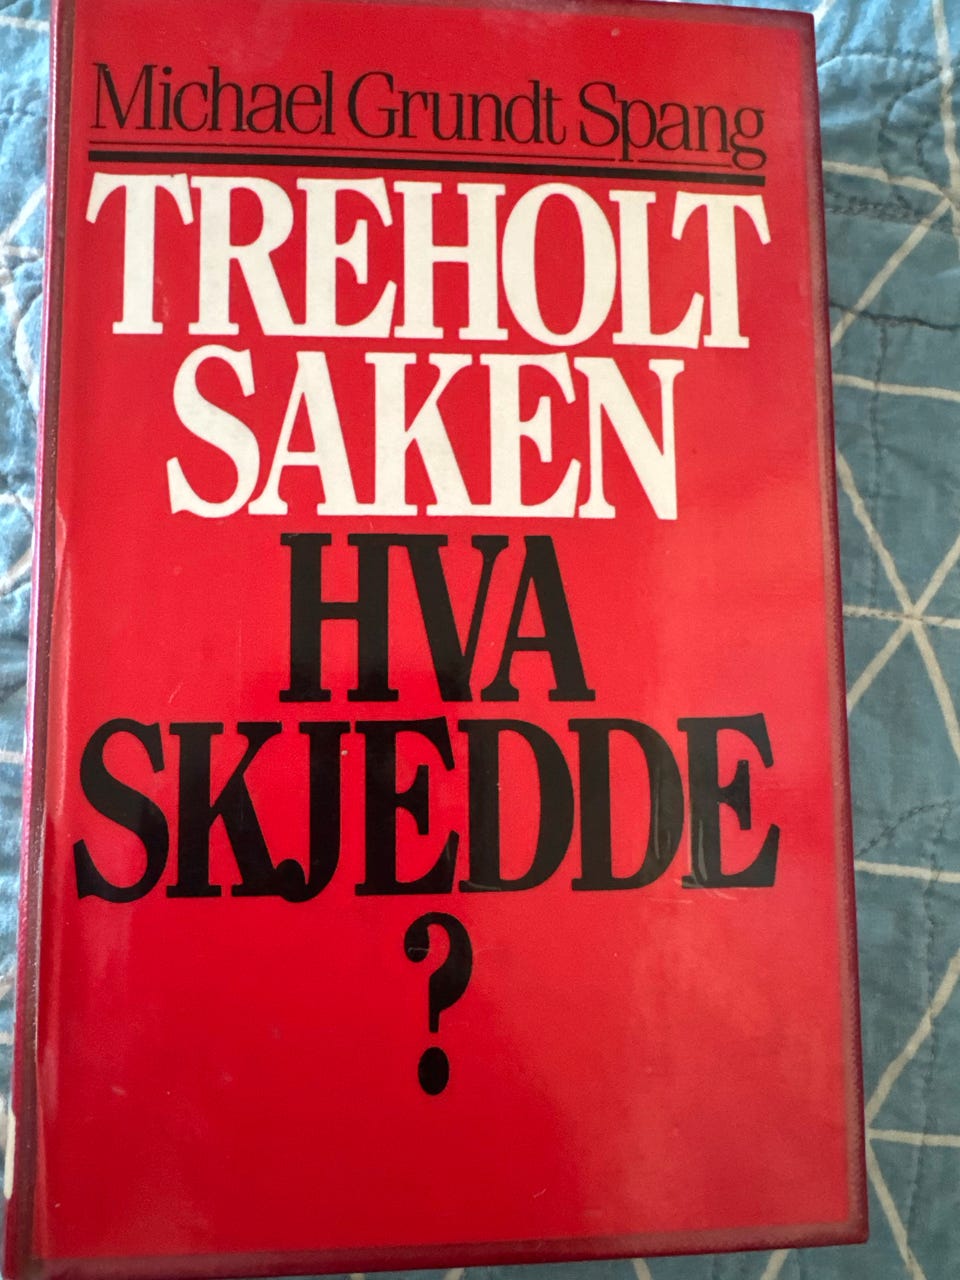 Michael Grundt Spang
TREHOLT
SAKEN
HVA
SKJEDDE
?